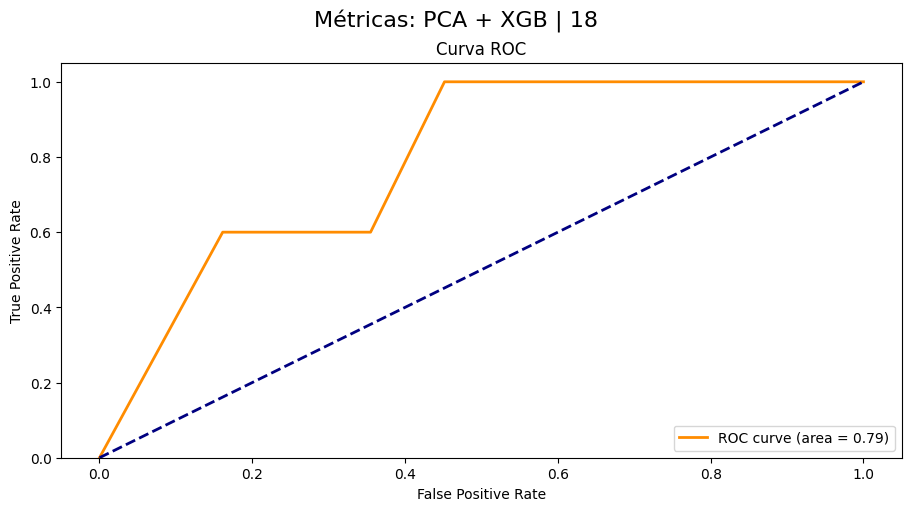 Métricas: PCA + XGB | 18
Curva ROC
True Positive Rate
1.0
0.8
0.6
0.4
0.2
0.0
0.0 0.2 0.4 0.6 0.8 1.0
False Positive Rate
ROC curve (area = 0.79)